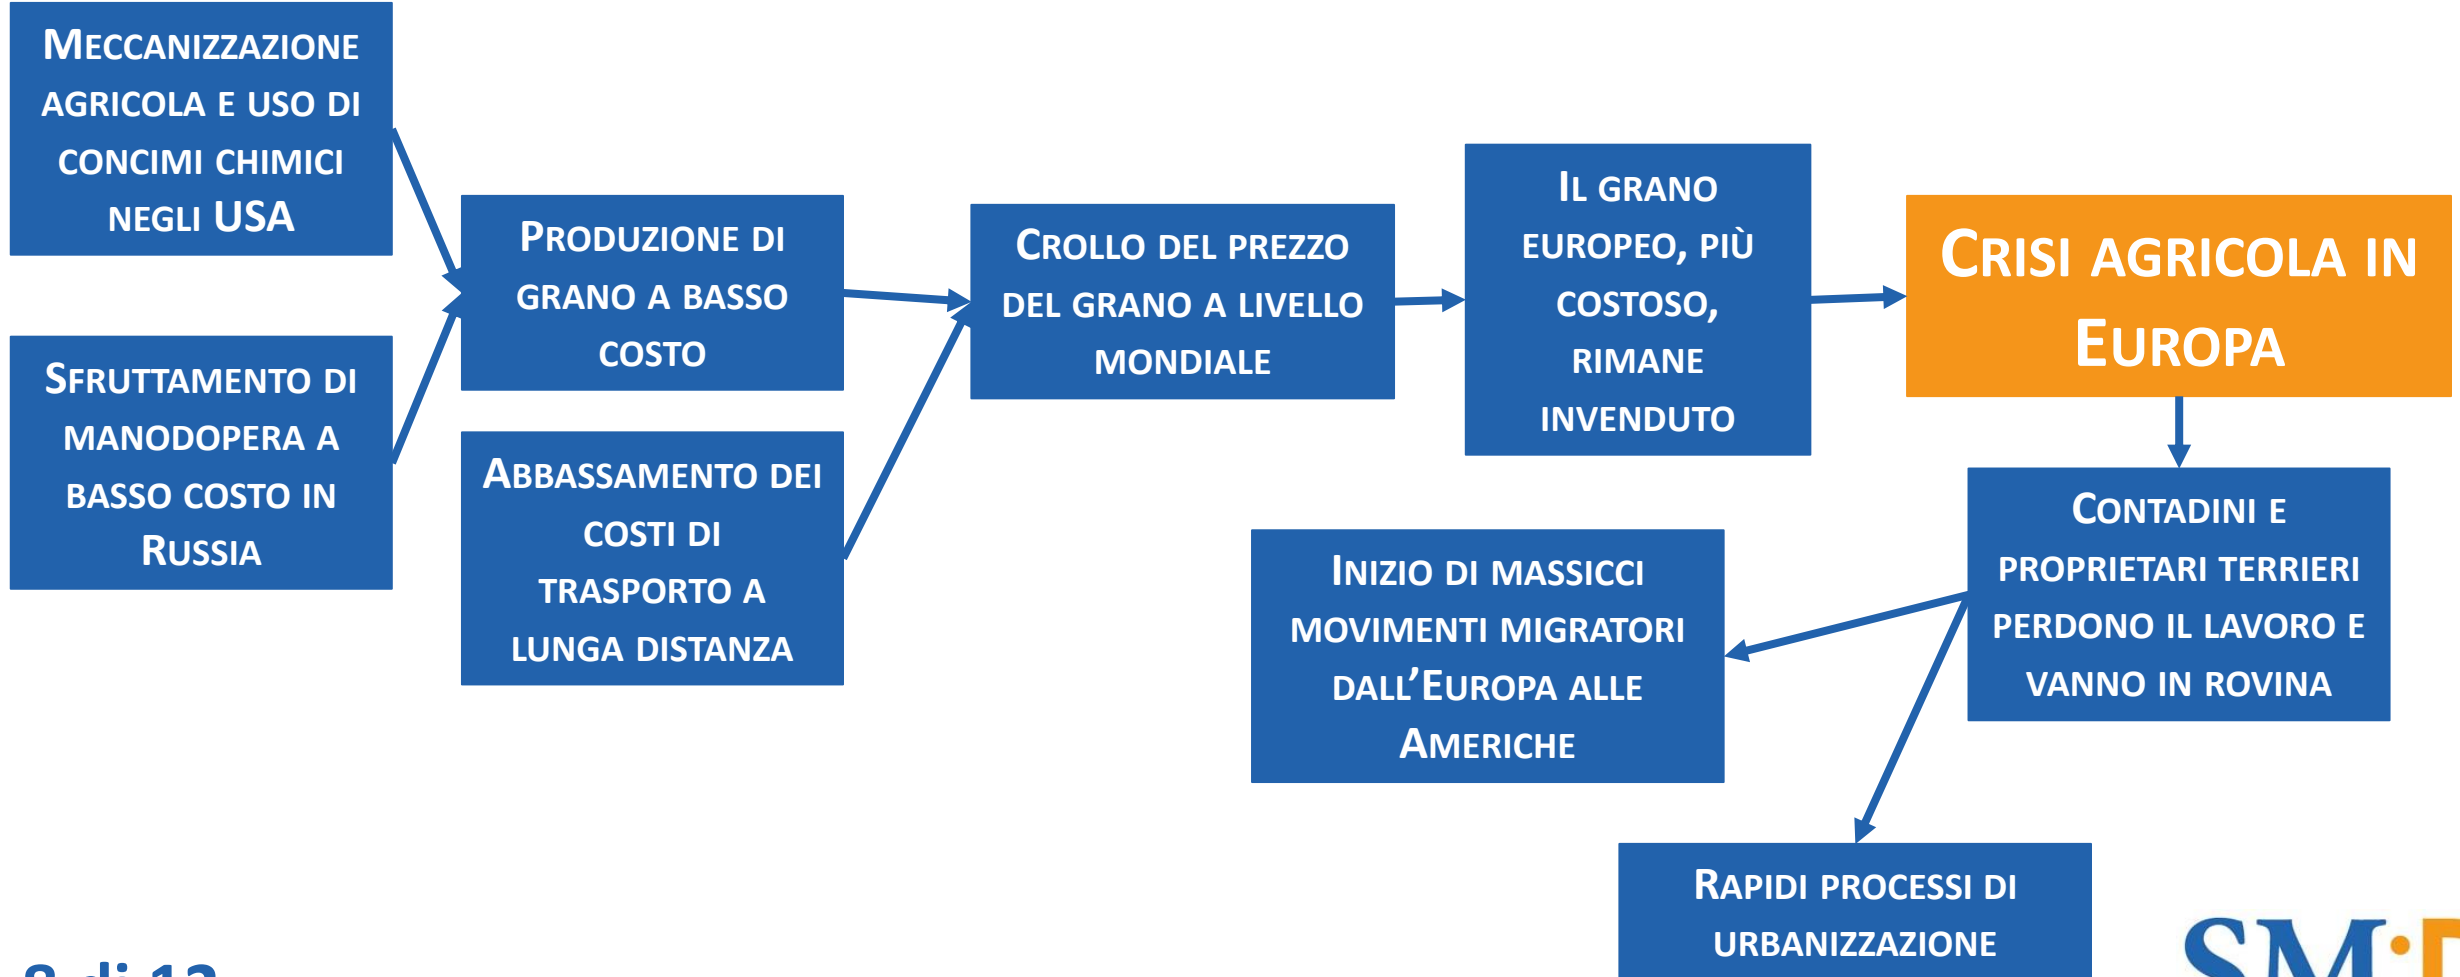 MECCANIZZAZIONE
AGRICOLA E USO DI
CONCIMI CHIMICI
NEGLI USA
SFRUTTAMENTO DI
MANODOPERA A
BASSO COSTO IN
RUSSIA
PRODUZIONE DI
GRANO A BASSO
COSTO
ABBASSAMENTO DEI
COSTI DI
TRASPORTO A
LUNGA DISTANZA
CROLLO DEL PREZZO
DEL GRANO A LIVELLO
MONDIALE
IL GRANO
EUROPEO, PIÙ
COSTOSO,
RIMANE
INVENDUTO
CRISI AGRICOLA IN
EUROPA
CONTADINI E
PROPRIETARI TERRIERI
PERDONO IL LAVORO E
VANNO IN ROVINA
INIZIO DI MASSICCI
MOVIMENTI MIGRATORI
DALL’EUROPA ALLE
AMERICHE
RAPIDI PROCESSI DI
URBANIZZAZIONE
di
SM